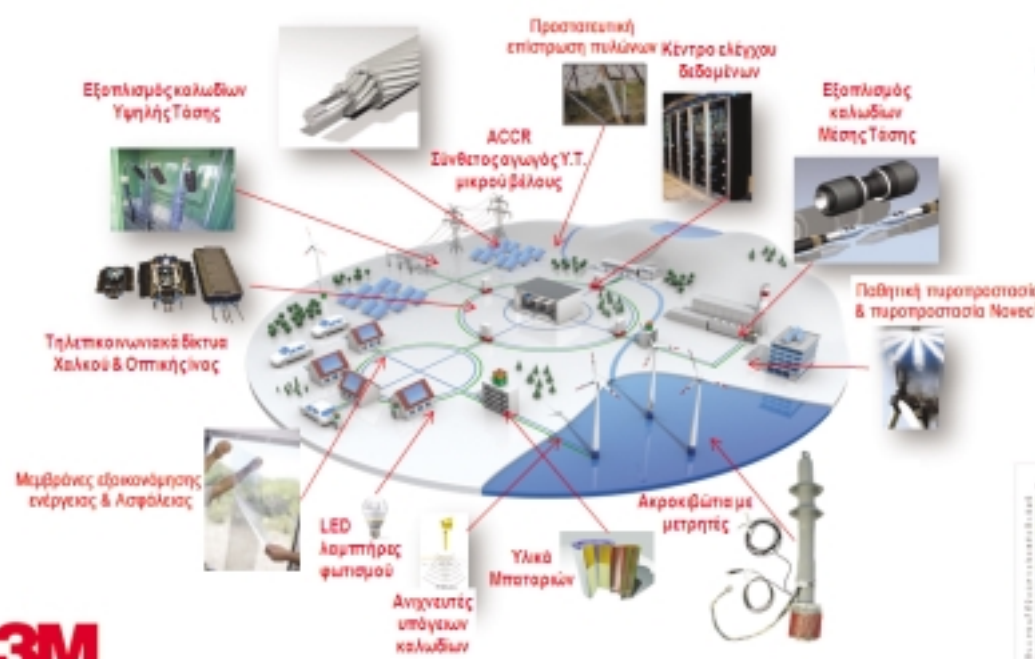 Προστατευτική
επίστρωση πυλώνων
Κέντρο ελέγχου
δεδομένων
Εξοπλισμός καλωδίων
Υψηλής Τάσης
Εξοπλισμός
καλωδίων
Μέσης Τάσης
ACCR
Σύνθετος αγωγός Υ.Τ.
μικρού βέλους
Παθητική πυροπροστασία
& πυροπροστασία Novec
Τηλεπικοινωνιακά δίκτυα
Χαλκού & Οπτικής ίνας
Μεμβράνες εξοικονόμησης
ενέργειας & Ασφάλειας
LED
λαμπτήρες
φωτισμού
Ανιχνευτές
υπόγειων
καλωδίων
Υλικά
Μπαταριών
Ακροκιβώτια με
μετρητές
3M